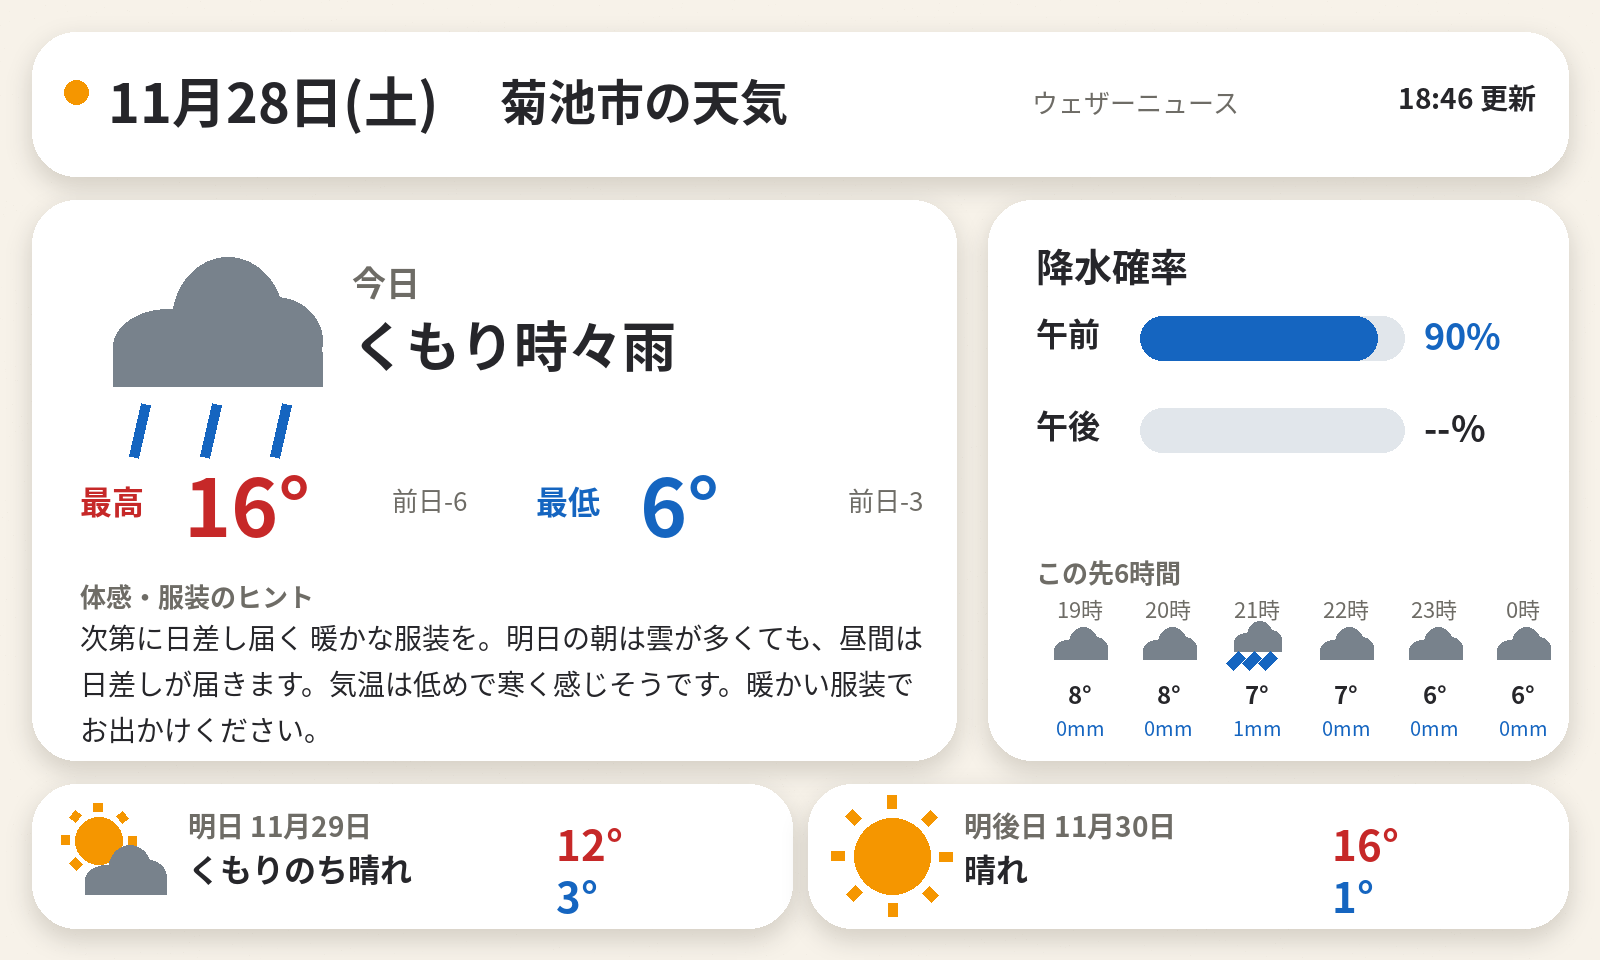 11月28日(土) 菊池市の天気 ウェザーニュース 18:46 更新
今日
くもり時々雨
最高 16° 前日-6 最低 6° 前日-3
体感・服装のヒント
次第に日差し届く 暖かな服装を。明日の朝は雲が多くても、昼間は
日差しが届きます。気温は低めで寒く感じそうです。暖かい服装で
お出かけください。
降水確率
午前 90%
午後 --%
この先6時間
19時 20時 21時 22時 23時 0時
8° 8° 7° 7° 6° 6°
0mm 0mm 1mm 0mm 0mm 0mm
明日 11月29日
くもりのち晴れ
12°
3°
明後日 11月30日
晴れ
16°
1°